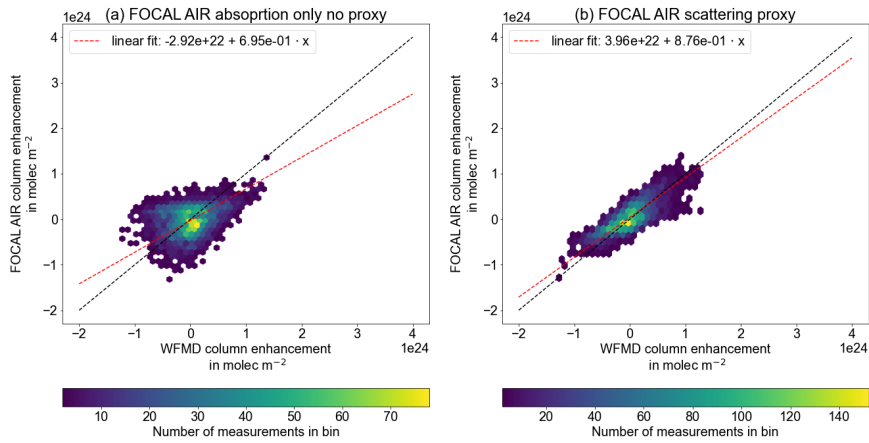 (a) FOCAL AIR absoprtion only no proxy
1e24
linear fit: -2.92e+22 + 6.95e-01 · x
4
3
2
1
0
−1
−2
FOCAL AIR column enhancement
in molec m⁻²
−2
−1
0
1
2
3
4
1e24
WFMD column enhancement
in molec m⁻²
10
20
30
40
50
60
70
Number of measurements in bin
(b) FOCAL AIR scattering proxy
1e24
linear fit: 3.96e+22 + 8.76e-01 · x
4
3
2
1
0
−1
−2
FOCAL AIR column enhancement
in molec m⁻²
−2
−1
0
1
2
3
4
1e24
WFMD column enhancement
in molec m⁻²
20
40
60
80
100
120
140
Number of measurements in bin